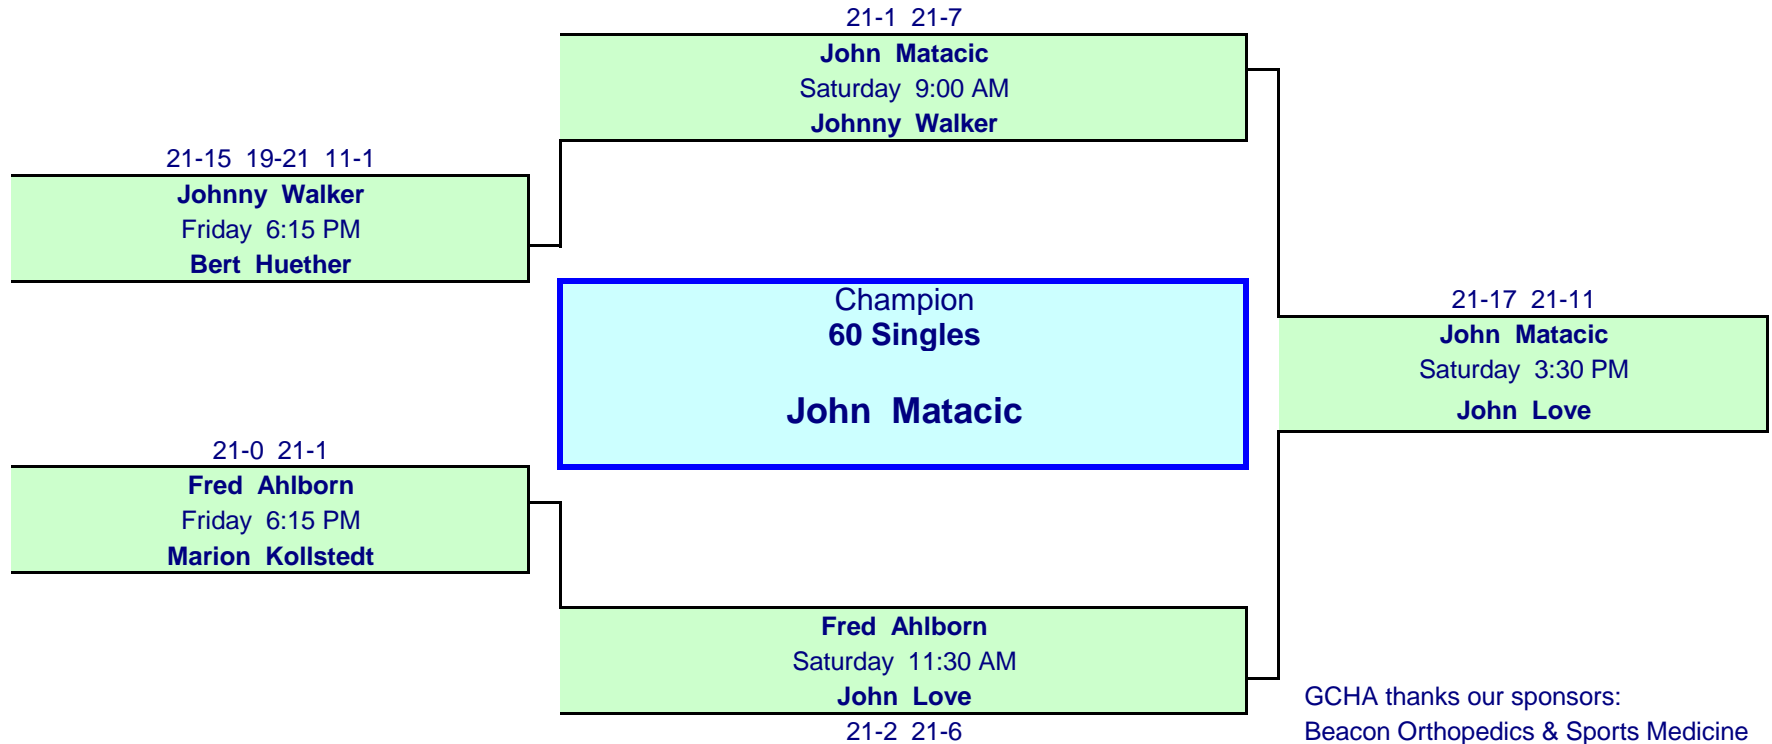 21-1 21-7
John Matacic
Saturday 9:00 AM
Johnny Walker
21-15 19-21 11-1
Johnny Walker
Friday 6:15 PM
Bert Huether
Champion
60 Singles
John Matacic
21-17 21-11
John Matacic
Saturday 3:30 PM
John Love
21-0 21-1
Fred Ahlborn
Friday 6:15 PM
Marion Kollstedt
Fred Ahlborn
Saturday 11:30 AM
John Love
21-2 21-6
GCHA thanks our sponsors:
Beacon Orthopedics & Sports Medicine